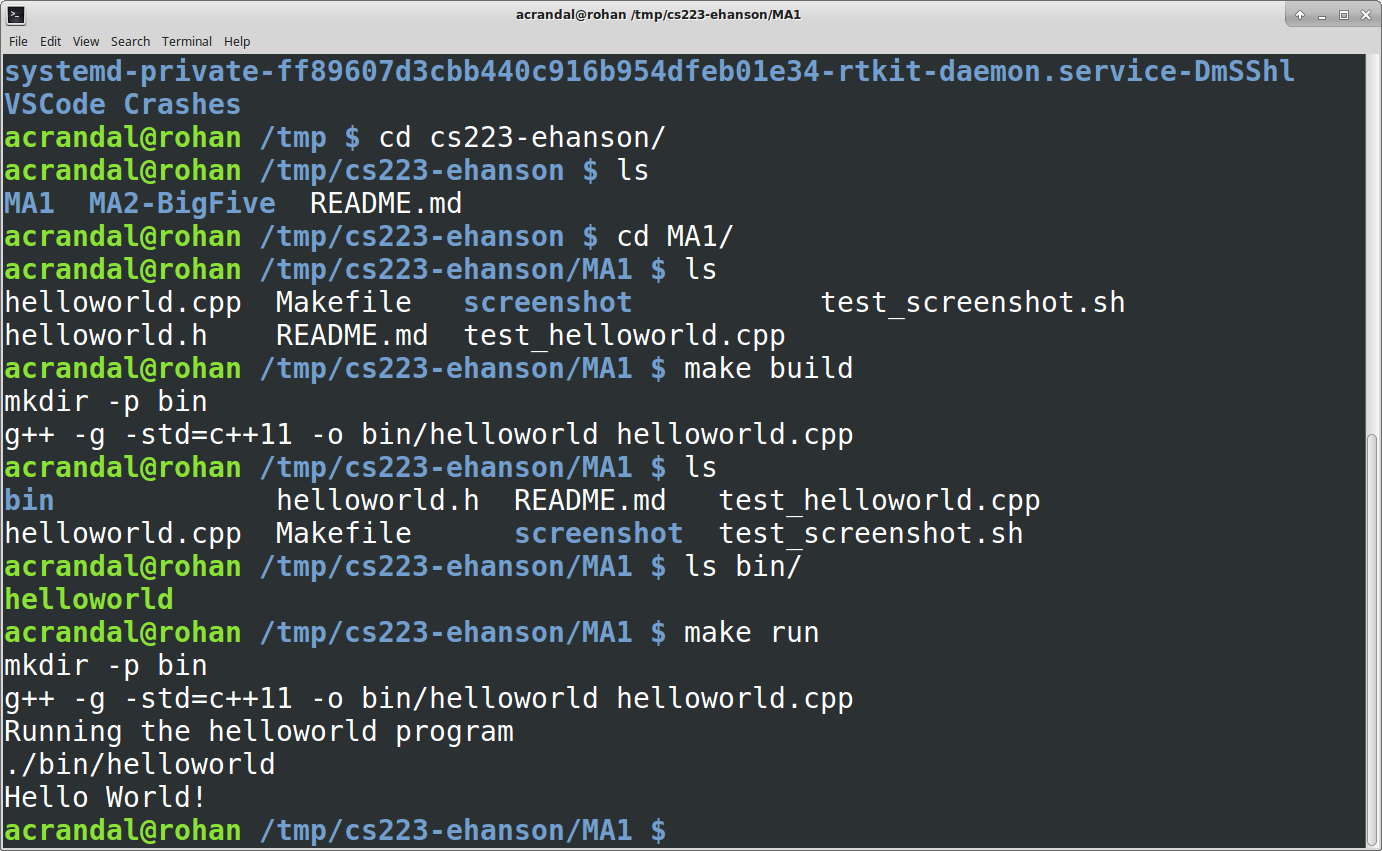 acrandal@rohan /tmp/cs223-ehanson/MA1
File Edit View Search Terminal Help
systemd-private-ff89607d3cbb440c916b954dfeb01e34-rtkit-daemon.service-DmSShl
VSCode Crashes
acrandal@rohan /tmp $ cd cs223-ehanson/
acrandal@rohan /tmp/cs223-ehanson $ ls
MA1  MA2-BigFive  README.md
acrandal@rohan /tmp/cs223-ehanson $ cd MA1/
acrandal@rohan /tmp/cs223-ehanson/MA1 $ ls
helloworld.cpp  Makefile   screenshot           test_screenshot.sh
helloworld.h    README.md  test_helloworld.cpp
acrandal@rohan /tmp/cs223-ehanson/MA1 $ make build
mkdir -p bin
g++ -g -std=c++11 -o bin/helloworld helloworld.cpp
acrandal@rohan /tmp/cs223-ehanson/MA1 $ ls
bin             helloworld.h  README.md   test_helloworld.cpp
helloworld.cpp  Makefile      screenshot  test_screenshot.sh
acrandal@rohan /tmp/cs223-ehanson/MA1 $ ls bin/
helloworld
acrandal@rohan /tmp/cs223-ehanson/MA1 $ make run
mkdir -p bin
g++ -g -std=c++11 -o bin/helloworld helloworld.cpp
Running the helloworld program
./bin/helloworld
Hello World!
acrandal@rohan /tmp/cs223-ehanson/MA1 $